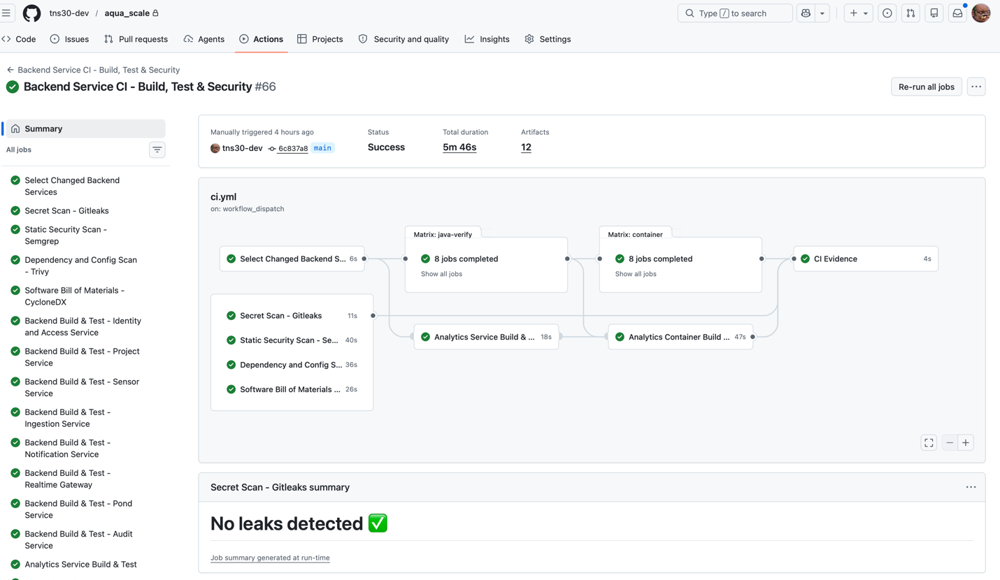 tns30-dev / aqua_scale
Type / to search
Code
Issues
Pull requests
Agents
Actions
Projects
Security and quality
Insights
Settings
Backend Service CI - Build, Test & Security
Backend Service CI - Build, Test & Security #66
Re-run all jobs
Summary
All jobs
Select Changed Backend
Services
Secret Scan - Gitleaks
Static Security Scan -
Semgrep
Dependency and Config Scan
- Trivy
Software Bill of Materials -
CycloneDX
Backend Build & Test - Identity
and Access Service
Backend Build & Test - Project
Service
Backend Build & Test - Sensor
Service
Backend Build & Test -
Ingestion Service
Backend Build & Test -
Notification Service
Backend Build & Test -
Realtime Gateway
Backend Build & Test - Pond
Service
Backend Build & Test - Audit
Service
Analytics Service Build & Test
Manually triggered 4 hours ago
tns30-dev 6c837a8 main
Status
Success
Total duration
5m 46s
Artifacts
12
ci.yml
on: workflow_dispatch
Select Changed Backend S... 6s
Matrix: java-verify
8 jobs completed
Show all jobs
Matrix: container
8 jobs completed
Show all jobs
CI Evidence 4s
Secret Scan - Gitleaks 11s
Static Security Scan - Se... 40s
Dependency and Config S... 36s
Software Bill of Materials ... 26s
Analytics Service Build & ... 18s
Analytics Container Build ... 47s
Secret Scan - Gitleaks summary
No leaks detected ✅
Job summary generated at run-time